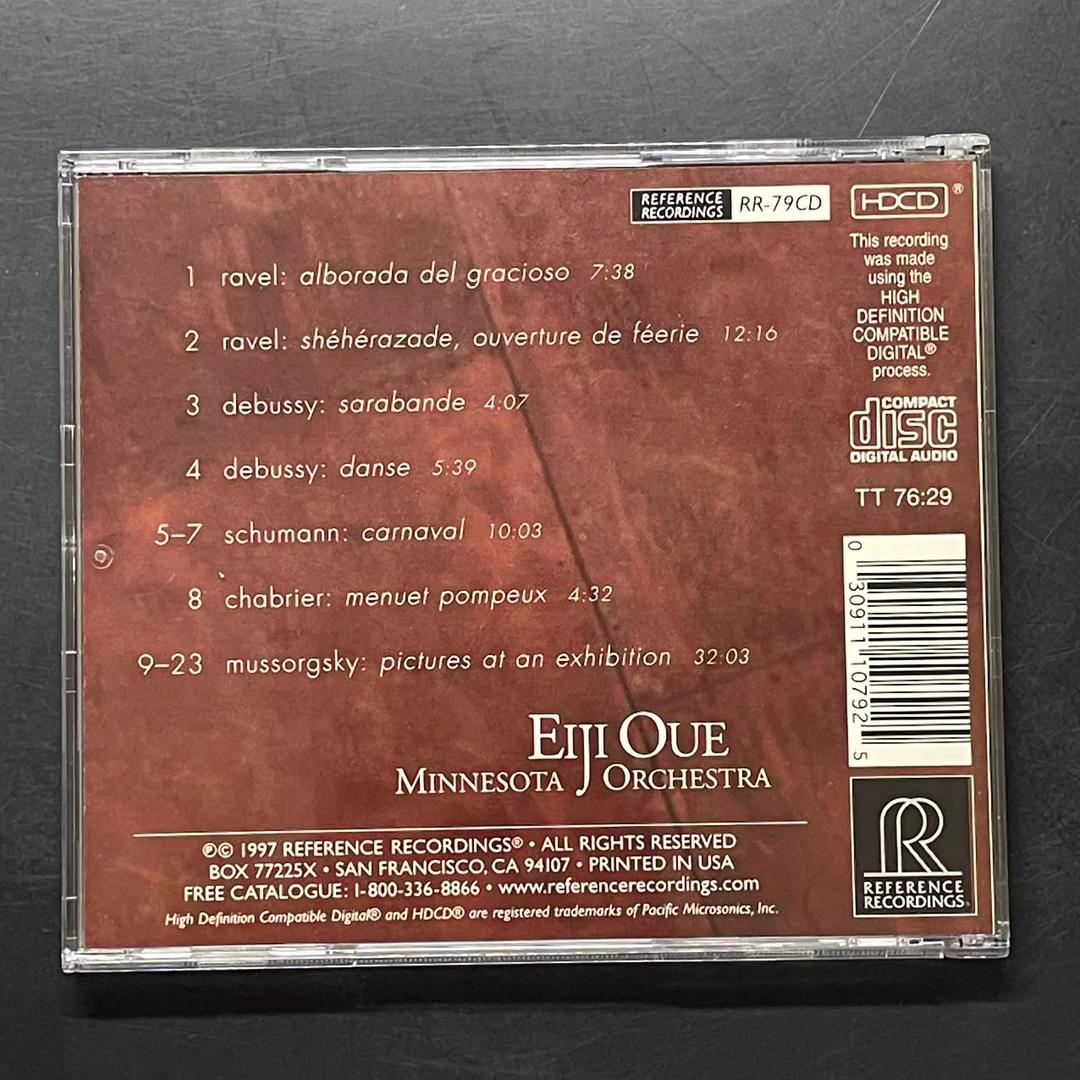 REFERENCE RECORDINGS RR-79CD
HDCD®
This recording
was made
using the
HIGH
DEFINITION
COMPATIBLE
DIGITAL®
process.
COMPACT
disc
DIGITAL AUDIO
TT 76:29
1 ravel: alborada del gracioso 7:38
2 ravel: shéhérazade, ouverture de féerie 12:16
3 debussy: sarabande 4:07
4 debussy: danse 5:39
5–7 schumann: carnaval 10:03
8 chabrier: menuet pompeux 4:32
9–23 mussorgsky: pictures at an exhibition 32:03
EIJI OUE
MINNESOTA ORCHESTRA
℗© 1997 REFERENCE RECORDINGS® • ALL RIGHTS RESERVED
BOX 77225X • SAN FRANCISCO, CA 94107 • PRINTED IN USA
FREE CATALOGUE: 1-800-336-8866 • www.referencerecordings.com
High Definition Compatible Digital® and HDCD® are registered trademarks of Pacific Microsonics, Inc.
0 30911 10792 5
RR
REFERENCE
RECORDINGS®